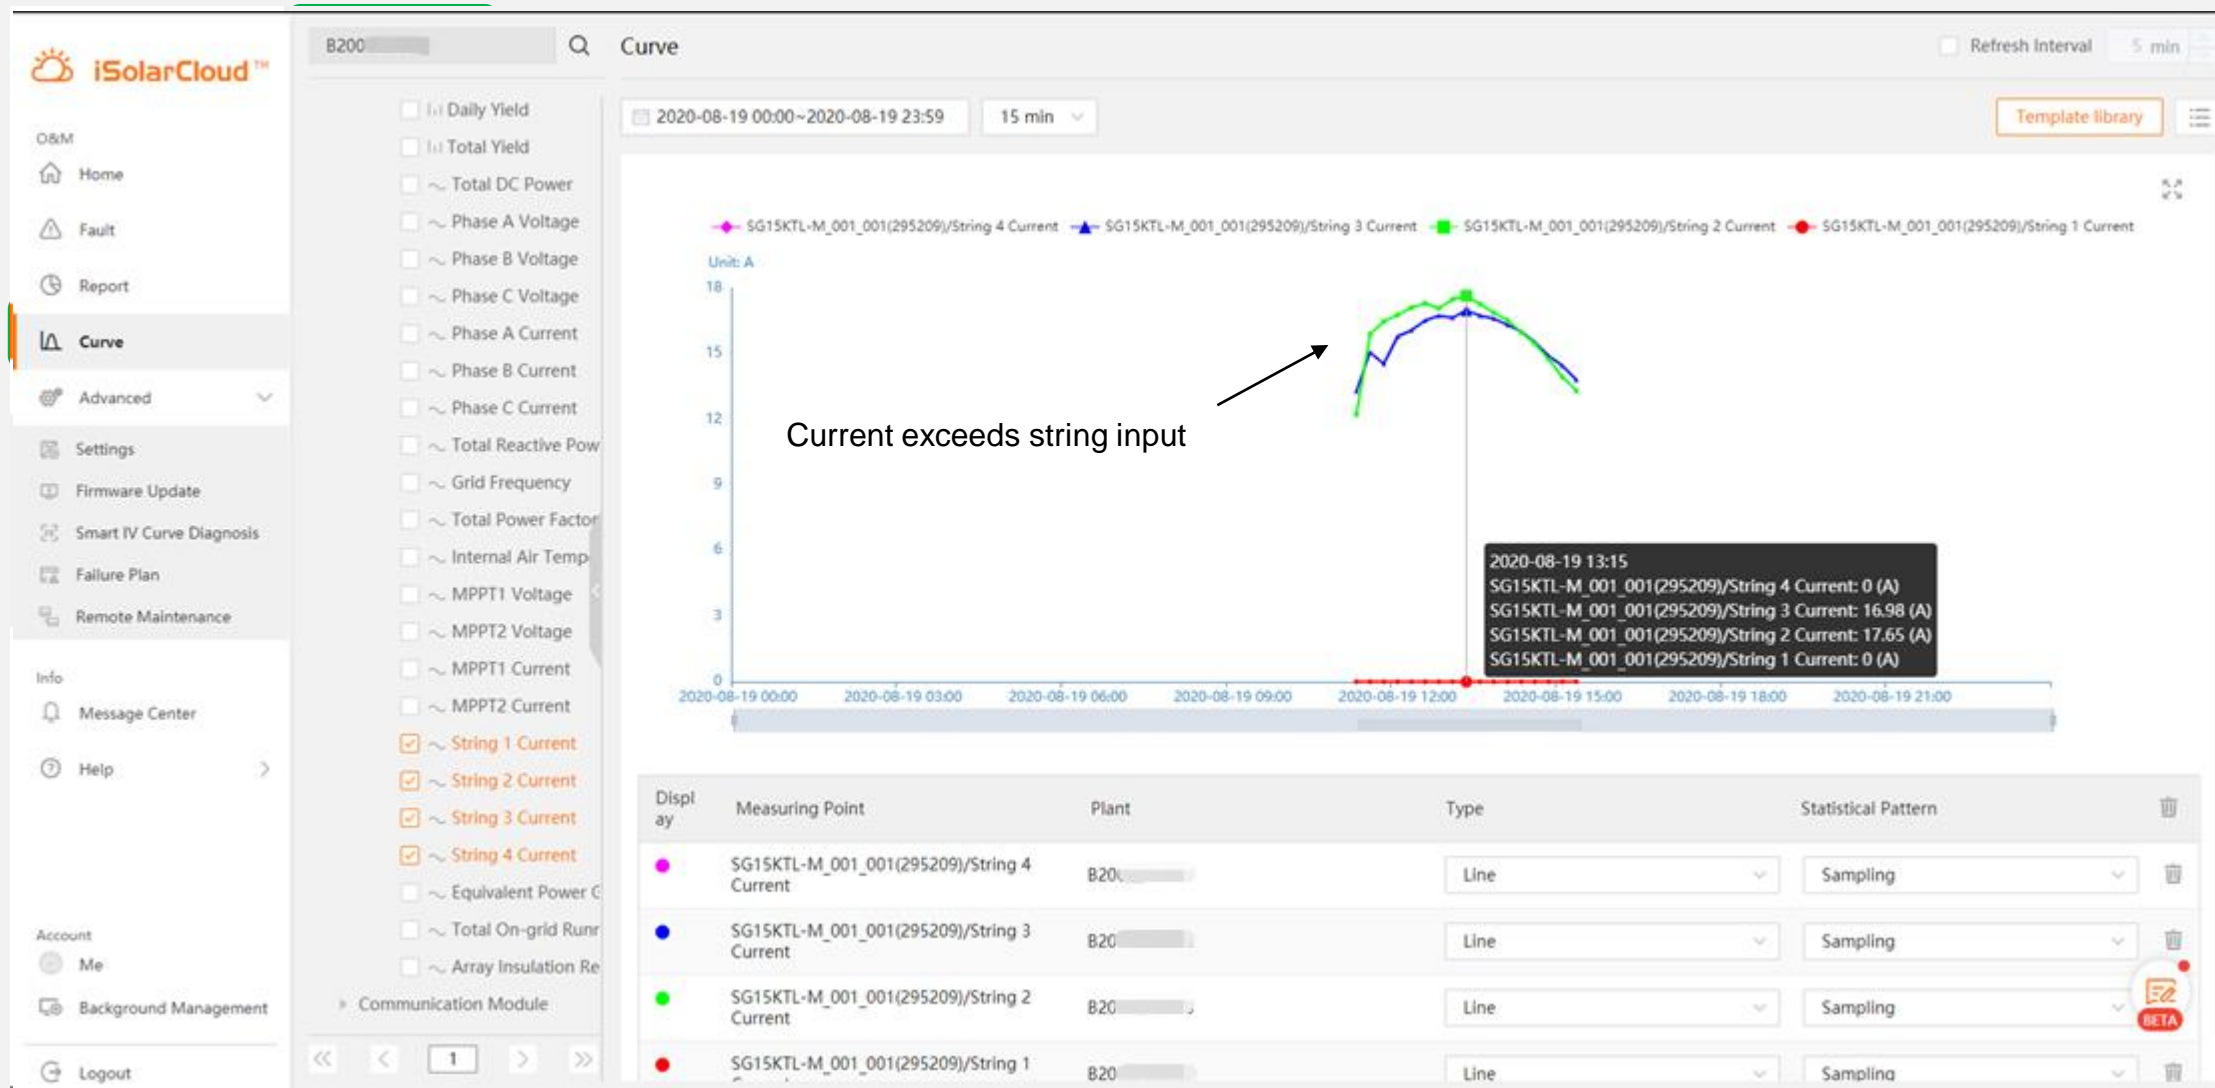 iSolarCloud™
O&M
Home
Fault
Report
Curve
Advanced
Settings
Firmware Update
Smart IV Curve Diagnosis
Failure Plan
Remote Maintenance
Info
Message Center
Help
Account
Me
Background Management
Logout
B200
Daily Yield
Total Yield
Total DC Power
Phase A Voltage
Phase B Voltage
Phase C Voltage
Phase A Current
Phase B Current
Phase C Current
Total Reactive Pow
Grid Frequency
Total Power Factor
Internal Air Temp
MPPT1 Voltage
MPPT2 Voltage
MPPT1 Current
MPPT2 Current
String 1 Current
String 2 Current
String 3 Current
String 4 Current
Equivalent Power
Total On-grid Runr
Array Insulation Re
Communication Module
1
Curve
Refresh Interval 5 min
2020-08-19 00:00~2020-08-19 23:59 15 min
Template library
SG15KTL-M_001_001(295209)/String 4 Current SG15KTL-M_001_001(295209)/String 3 Current SG15KTL-M_001_001(295209)/String 2 Current SG15KTL-M_001_001(295209)/String 1 Current
Unit: A
18
15
12
9
6
3
0
Current exceeds string input
2020-08-19 13:15
SG15KTL-M_001_001(295209)/String 4 Current: 0 (A)
SG15KTL-M_001_001(295209)/String 3 Current: 16.98 (A)
SG15KTL-M_001_001(295209)/String 2 Current: 17.65 (A)
SG15KTL-M_001_001(295209)/String 1 Current: 0 (A)
2020-08-19 00:00 2020-08-19 03:00 2020-08-19 06:00 2020-08-19 09:00 2020-08-19 12:00 2020-08-19 15:00 2020-08-19 18:00 2020-08-19 21:00
Displ
ay
Measuring Point Plant Type Statistical Pattern
SG15KTL-M_001_001(295209)/String 4
Current
B20 Line Sampling
SG15KTL-M_001_001(295209)/String 3
Current
B20 Line Sampling
SG15KTL-M_001_001(295209)/String 2
Current
B20 Line Sampling
SG15KTL-M_001_001(295209)/String 1
B20 Line Sampling
BETA